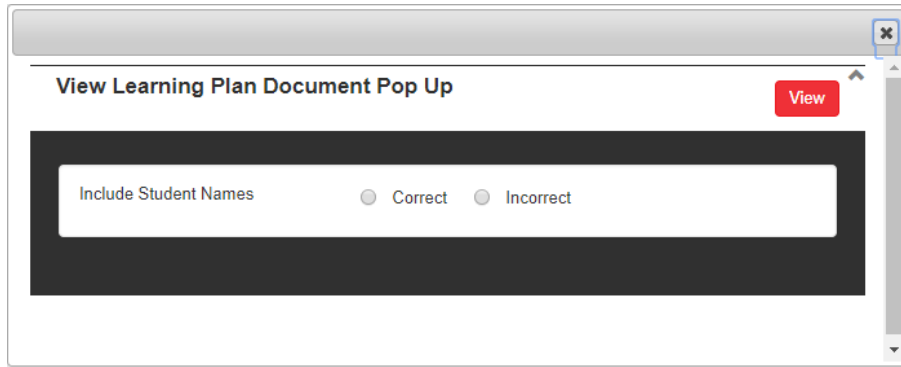 View Learning Plan Document Pop Up
View
Include Student Names Correct Incorrect